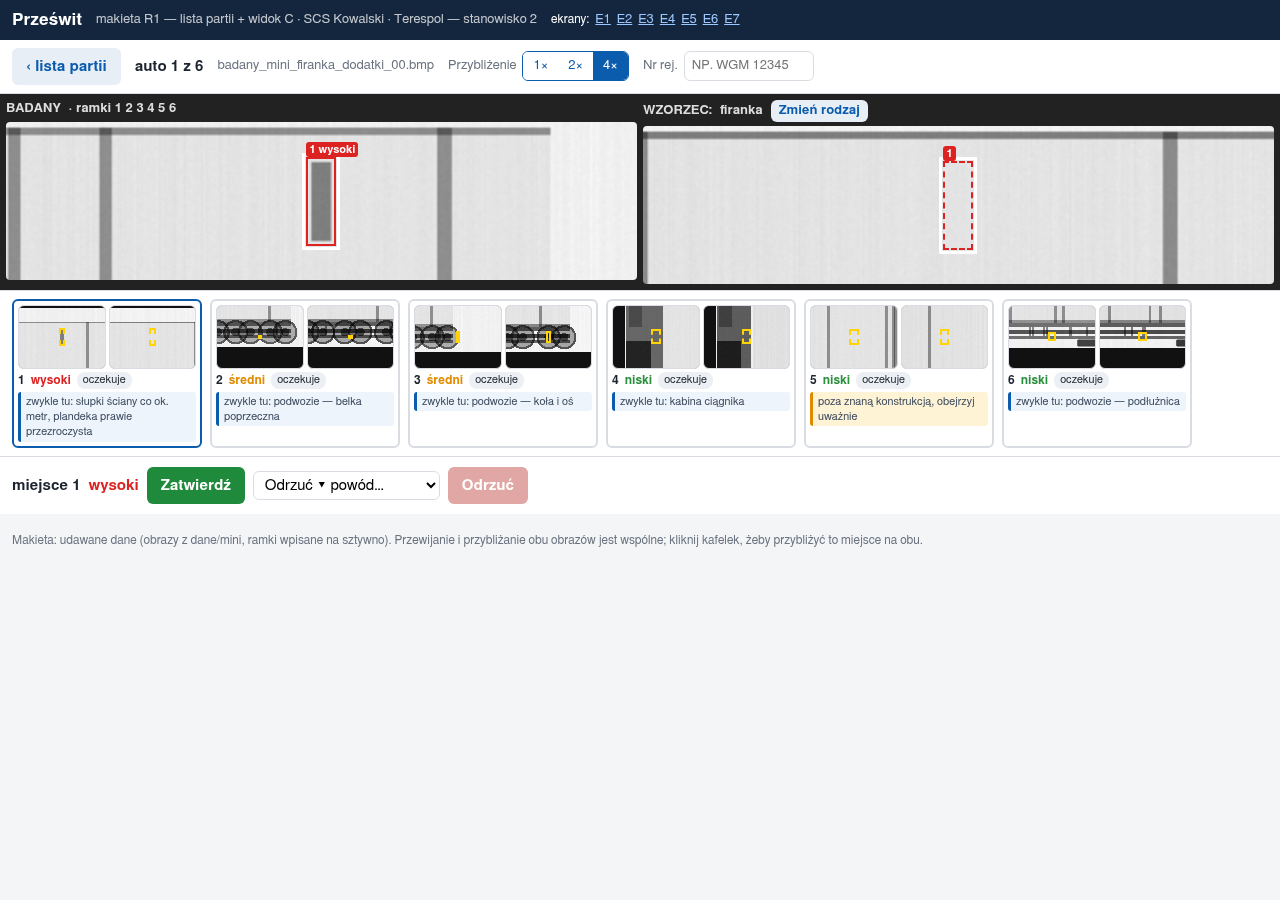 Prześwit makieta R1 — lista partii + widok C · SCS Kowalski · Terespol — stanowisko 2 ekrany: E1 E2 E3 E4 E5 E6 E7
‹ lista partii auto 1 z 6 badany_mini_firanka_dodatki_00.bmp Przybliżenie 1× 2× 4× Nr rej. NP. WGM 12345
BADANY · ramki 1 2 3 4 5 6
WZORZEC: firanka Zmień rodzaj
1 wysoki
1
1 wysoki oczekuje
zwykle tu: słupki ściany co ok.
metr, plandeka prawie
przezroczysta
2 średni oczekuje
zwykle tu: podwozie — belka
poprzeczna
3 średni oczekuje
zwykle tu: podwozie — koła i oś
4 niski oczekuje
zwykle tu: kabina ciągnika
5 niski oczekuje
poza znaną konstrukcją, obejrzyj
uważnie
6 niski oczekuje
zwykle tu: podwozie — podłużnica
miejsce 1 wysoki Zatwierdź Odrzuć ▾ powód... Odrzuć
Makieta: udawane dane (obrazy z dane/mini, ramki wpisane na sztywno). Przewijanie i przybliżanie obu obrazów jest wspólne; kliknij kafelek, żeby przybliżyć to miejsce na obu.